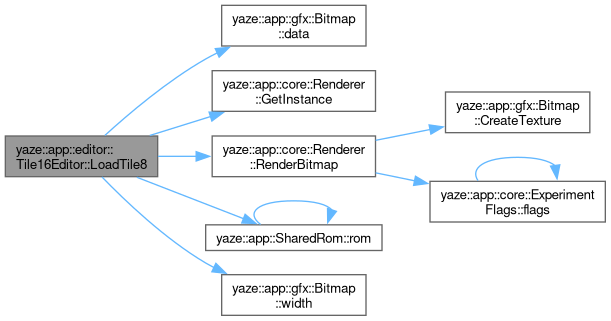 yaze::app::editor::
Tile16Editor::LoadTile8
yaze::app::gfx::Bitmap
::data
yaze::app::core::Renderer
::GetInstance
yaze::app::core::Renderer
::RenderBitmap
yaze::app::SharedRom::rom
yaze::app::gfx::Bitmap
::width
yaze::app::gfx::Bitmap
::CreateTexture
yaze::app::core::Experiment
Flags::flags